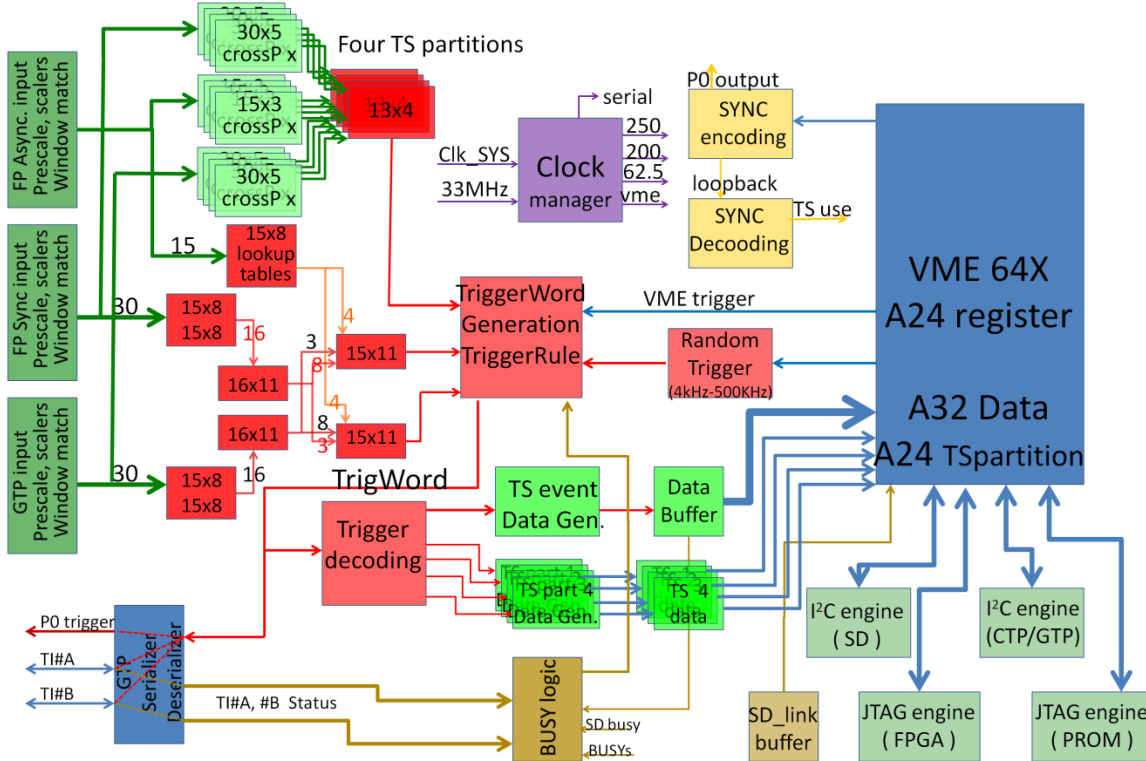 30x5
crossP x
Four TS partitions
FP Async. input
Prescale, scalers
Window match
15x3
crossP x
13x4
30x5
crossP x
serial
Clk_SYS
33MHz
Clock
manager
250
200
62.5
vme
P0 output
SYNC
encoding
loopback
SYNC
Decooding
TS use
VME 64X
A24 register
A32 Data
A24 TSpartition
15
15x8
lookup
tables
FP Sync input
Prescale, scalers
Window match
30
15x8
15x8
16
16x11
3
8
4
15x11
TriggerWord
Generation
TriggerRule
VME trigger
Random
Trigger
(4kHz-500KHz)
16x11
8
3
4
15x11
GTP input
Prescale, scalers
Window match
30
15x8
15x8
16
TrigWord
Trigger
decoding
TS event
Data Gen.
Data
Buffer
TS part 1
TS part 4
Data Gen.
TS 4
data
P0 trigger
TI#A
TI#B
GTP
Serializer
Deserializer
TI#A, #B Status
BUSY logic
SD busy
BUSYs
SD_link
buffer
I²C engine
( SD )
I²C engine
(CTP/GTP)
JTAG engine
( FPGA )
JTAG engine
( PROM )